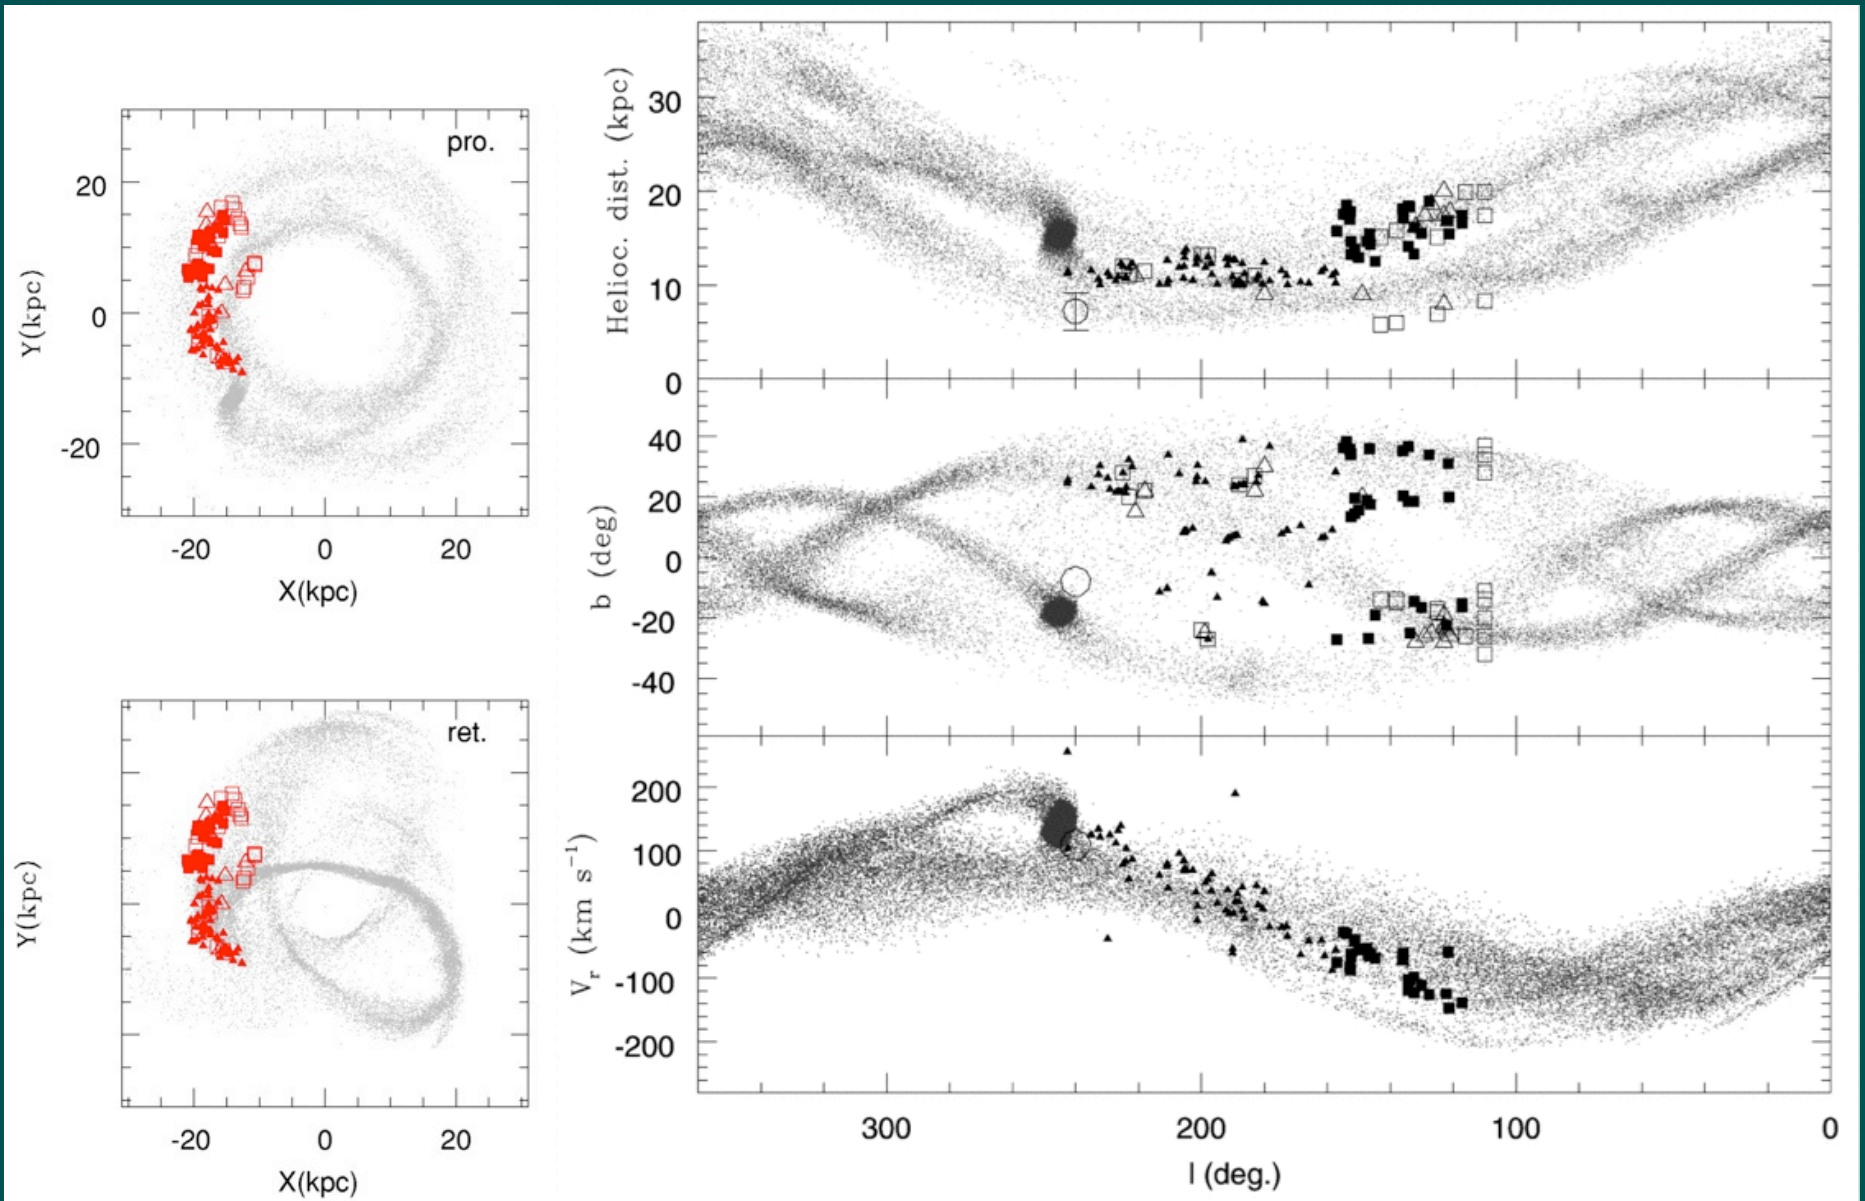 pro.
20
0
-20
Y(kpc)
-20 0 20
X(kpc)
ret.
Y(kpc)
-20 0 20
X(kpc)
Helioc. dist. (kpc)
30
20
10
0
b (deg)
40
20
0
-20
-40
V_r (km s⁻¹)
200
100
0
-100
-200
300 200 100 0
l (deg.)